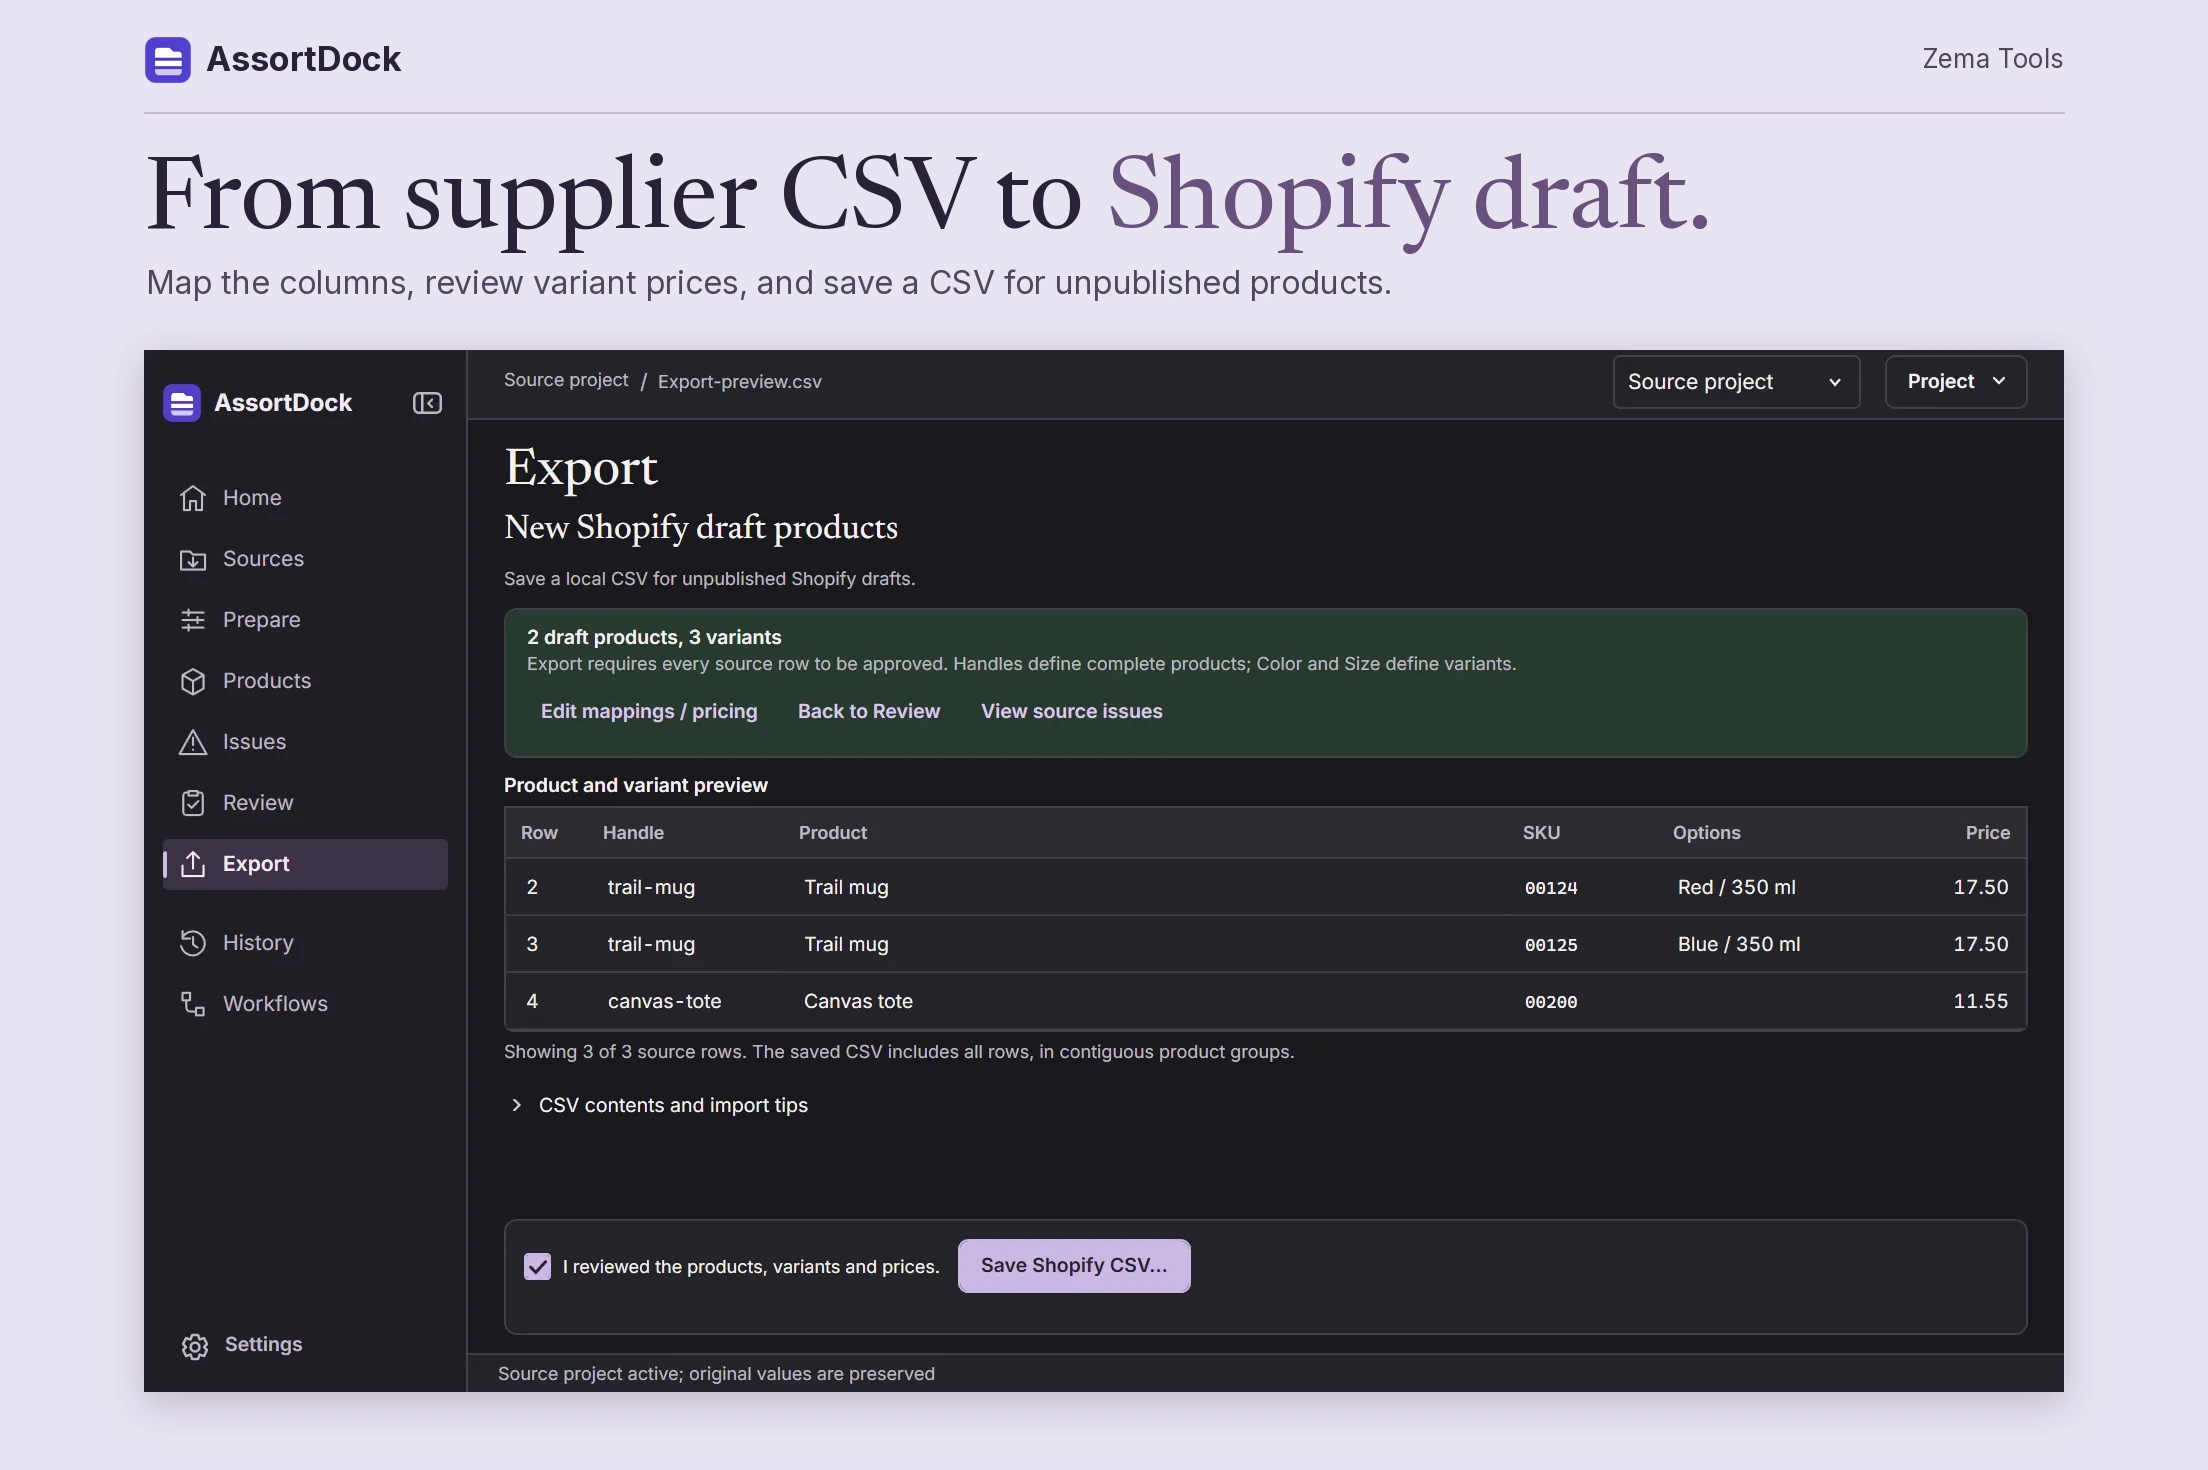 AssortDock
Zema Tools
From supplier CSV to Shopify draft.
Map the columns, review variant prices, and save a CSV for unpublished products.
AssortDock
Home
Sources
Prepare
Products
Issues
Review
Export
History
Workflows
Settings
Source project / Export-preview.csv
Source project
Project
Export
New Shopify draft products
Save a local CSV for unpublished Shopify drafts.
2 draft products, 3 variants
Export requires every source row to be approved. Handles define complete products; Color and Size define variants.
Edit mappings / pricing Back to Review View source issues
Product and variant preview
Row Handle Product SKU Options Price
2 trail-mug Trail mug 00124 Red / 350 ml 17.50
3 trail-mug Trail mug 00125 Blue / 350 ml 17.50
4 canvas-tote Canvas tote 00200 11.55
Showing 3 of 3 source rows. The saved CSV includes all rows, in contiguous product groups.
CSV contents and import tips
I reviewed the products, variants and prices. Save Shopify CSV...
Source project active; original values are preserved